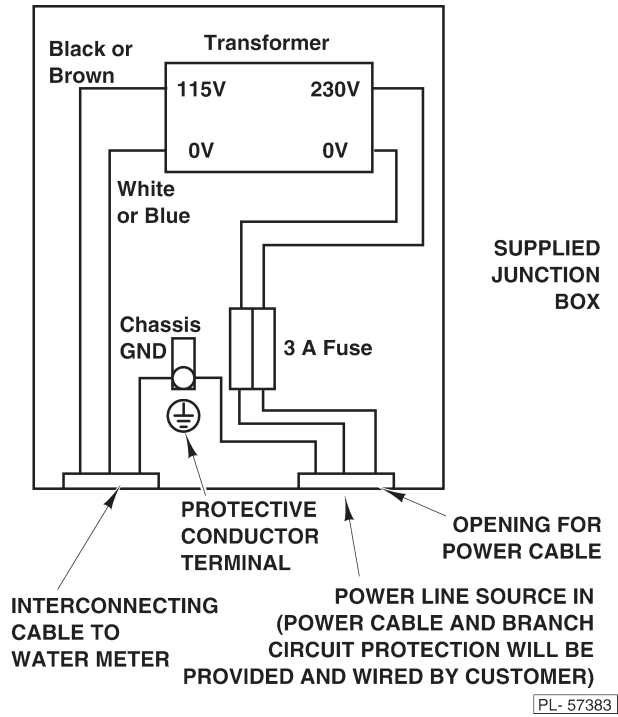 Black or
Brown
Transformer
115V
230V
0V
0V
White
or Blue
SUPPLIED
JUNCTION
BOX
Chassis
GND
3 A Fuse
PROTECTIVE
CONDUCTOR
TERMINAL
OPENING FOR
POWER CABLE
INTERCONNECTING
CABLE TO
WATER METER
POWER LINE SOURCE IN
(POWER CABLE AND BRANCH
CIRCUIT PROTECTION WILL BE
PROVIDED AND WIRED BY CUSTOMER)
PL- 57383